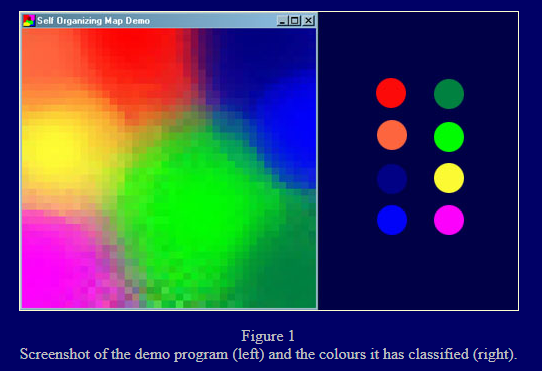 Self Organizing Map Demo
Figure 1
Screenshot of the demo program (left) and the colours it has classified (right).